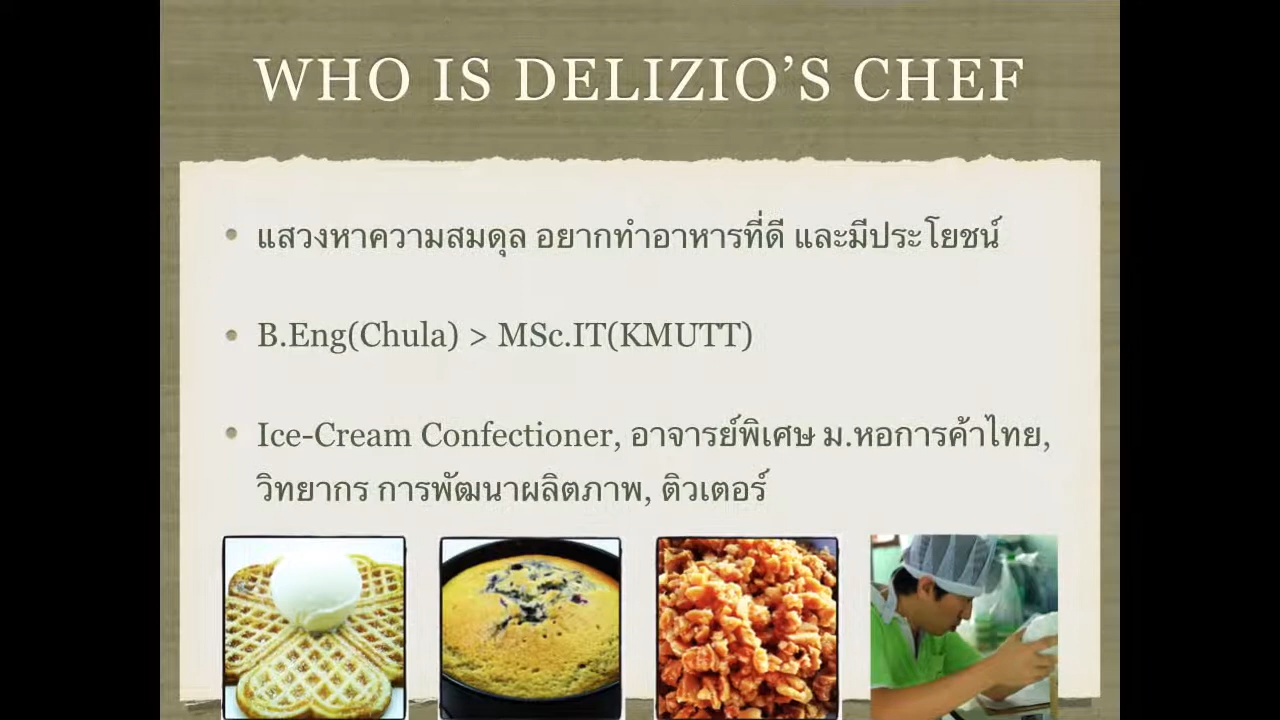 WHO IS DELIZIO’S CHEF
• แสวงหาความสมดุล อยากทำอาหารที่ดี และมีประโยชน์
• B.Eng(Chula) > MSc.IT(KMUTT)
• Ice-Cream Confectioner, อาจารย์พิเศษ ม.หอการค้าไทย,
วิทยากร การพัฒนาผลิตภาพ, ติวเตอร์